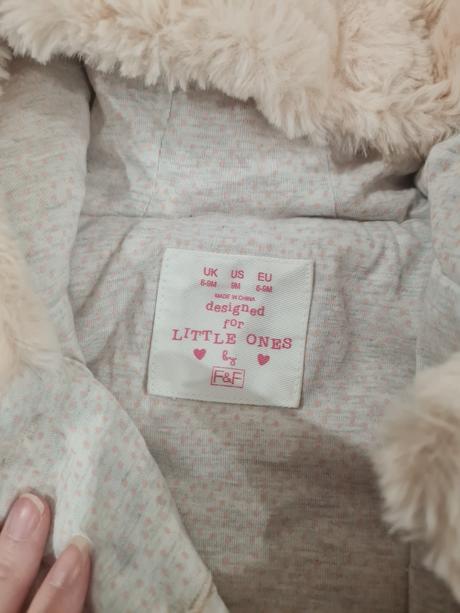 UK US EU
6-9M 9M 6-9M
MADE IN CHINA
designed
for
LITTLE ONES
by
F&F